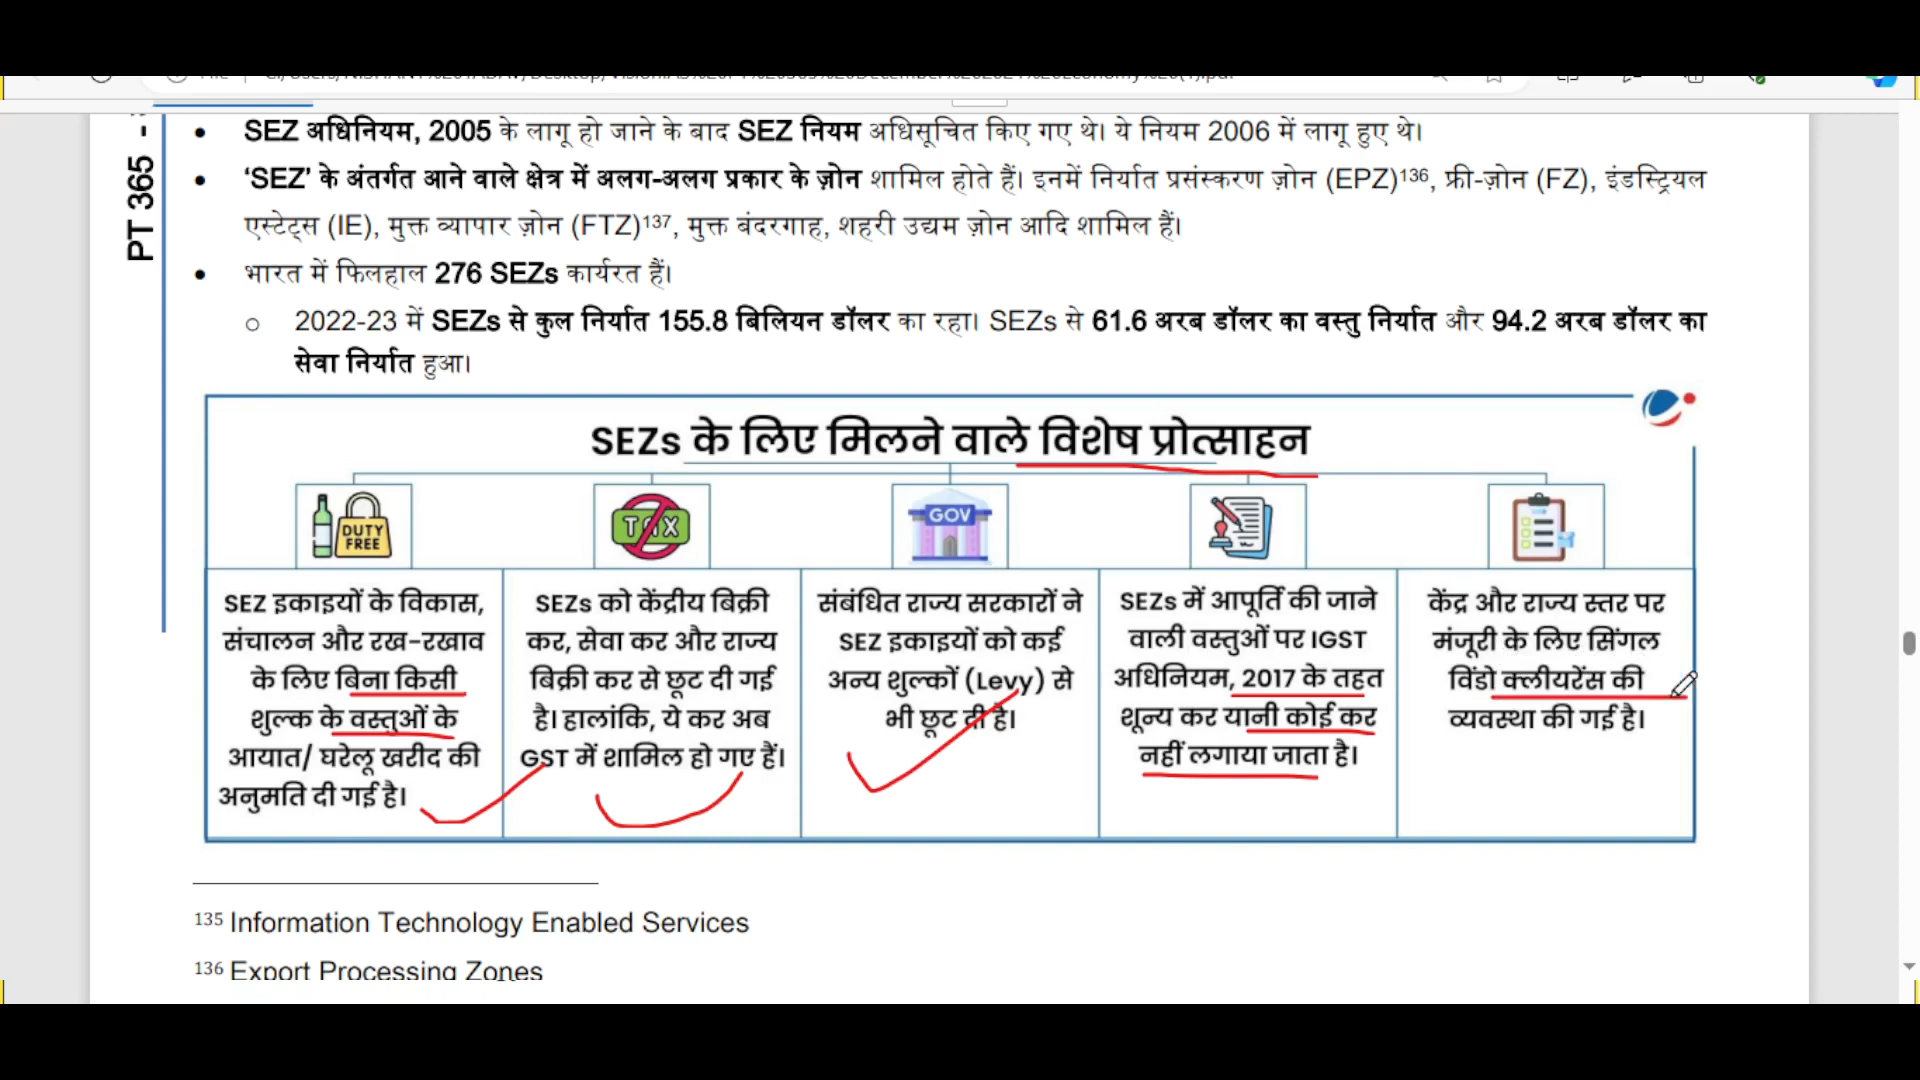 PT 365 -
SEZ अधिनियम, 2005 के लागू हो जाने के बाद SEZ नियम अधिसूचित किए गए थे। ये नियम 2006 में लागू हुए थे।
‘SEZ’ के अंतर्गत आने वाले क्षेत्र में अलग-अलग प्रकार के ज़ोन शामिल होते हैं। इनमें निर्यात प्रसंस्करण ज़ोन (EPZ)136, फ्री-ज़ोन (FZ), इंडस्ट्रियल
एस्टेट्स (IE), मुक्त व्यापार ज़ोन (FTZ)137, मुक्त बंदरगाह, शहरी उद्यम ज़ोन आदि शामिल हैं।
भारत में फिलहाल 276 SEZs कार्यरत हैं।
2022-23 में SEZs से कुल निर्यात 155.8 बिलियन डॉलर का रहा। SEZs से 61.6 अरब डॉलर का वस्तु निर्यात और 94.2 अरब डॉलर का
सेवा निर्यात हुआ।
SEZs के लिए मिलने वाले विशेष प्रोत्साहन
DUTY
FREE
TAX
GOV
SEZ इकाइयों के विकास,
संचालन और रख-रखाव
के लिए बिना किसी
शुल्क के वस्तुओं के
आयात/ घरेलू खरीद की
अनुमति दी गई है।
SEZs को केंद्रीय बिक्री
कर, सेवा कर और राज्य
बिक्री कर से छूट दी गई
है। हालांकि, ये कर अब
GST में शामिल हो गए हैं।
संबंधित राज्य सरकारों ने
SEZ इकाइयों को कई
अन्य शुल्कों (Levy) से
भी छूट दी है।
SEZs में आपूर्ति की जाने
वाली वस्तुओं पर IGST
अधिनियम, 2017 के तहत
शून्य कर यानी कोई कर
नहीं लगाया जाता है।
केंद्र और राज्य स्तर पर
मंजूरी के लिए सिंगल
विंडो क्लीयरेंस की
व्यवस्था की गई है।
135 Information Technology Enabled Services
136 Export Processing Zones